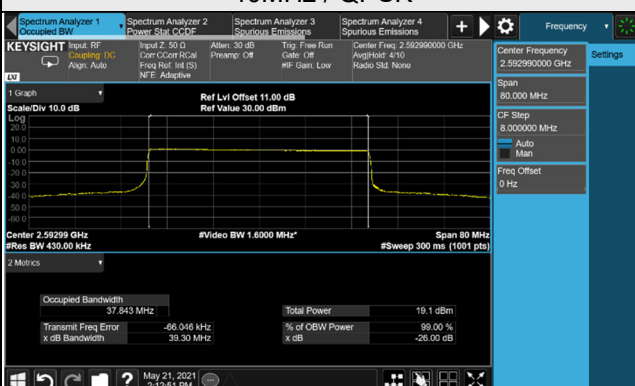 Spectrum Analyzer 1
Occupied BW
Spectrum Analyzer 2
Power Stat CCDF
Spectrum Analyzer 3
Spurious Emissions
Spectrum Analyzer 4
Spurious Emissions
+
Frequency
KEYSIGHT
Input: RF
Coupling: DC
Align: Auto
Input Z: 50 Ω
Corr CCorr RCal
Freq Ref: Int (S)
NFE: Adaptive
Atten: 30 dB
Preamp: Off
Trig: Free Run
Gate: Off
#IF Gain: Low
Center Freq: 2.592990000 GHz
Avg|Hold: 4/10
Radio Std: None
LXI
1 Graph
Scale/Div 10.0 dB
Ref Lvl Offset 11.00 dB
Ref Value 30.00 dBm
Log
20.0
10.0
0.00
-10.0
-20.0
-30.0
-40.0
-50.0
-60.0
Center 2.59299 GHz
#Res BW 430.00 kHz
#Video BW 1.6000 MHz*
Span 80 MHz
#Sweep 300 ms (1001 pts)
2 Metrics
Occupied Bandwidth
37.843 MHz
Transmit Freq Error
-66.046 kHz
x dB Bandwidth
39.30 MHz
Total Power
19.1 dBm
% of OBW Power
99.00 %
x dB
-26.00 dB
Center Frequency
2.592990000 GHz
Settings
Span
80.000 MHz
CF Step
8.000000 MHz
Auto
Man
Freq Offset
0 Hz
?
May 21, 2021
2:12:51 PM